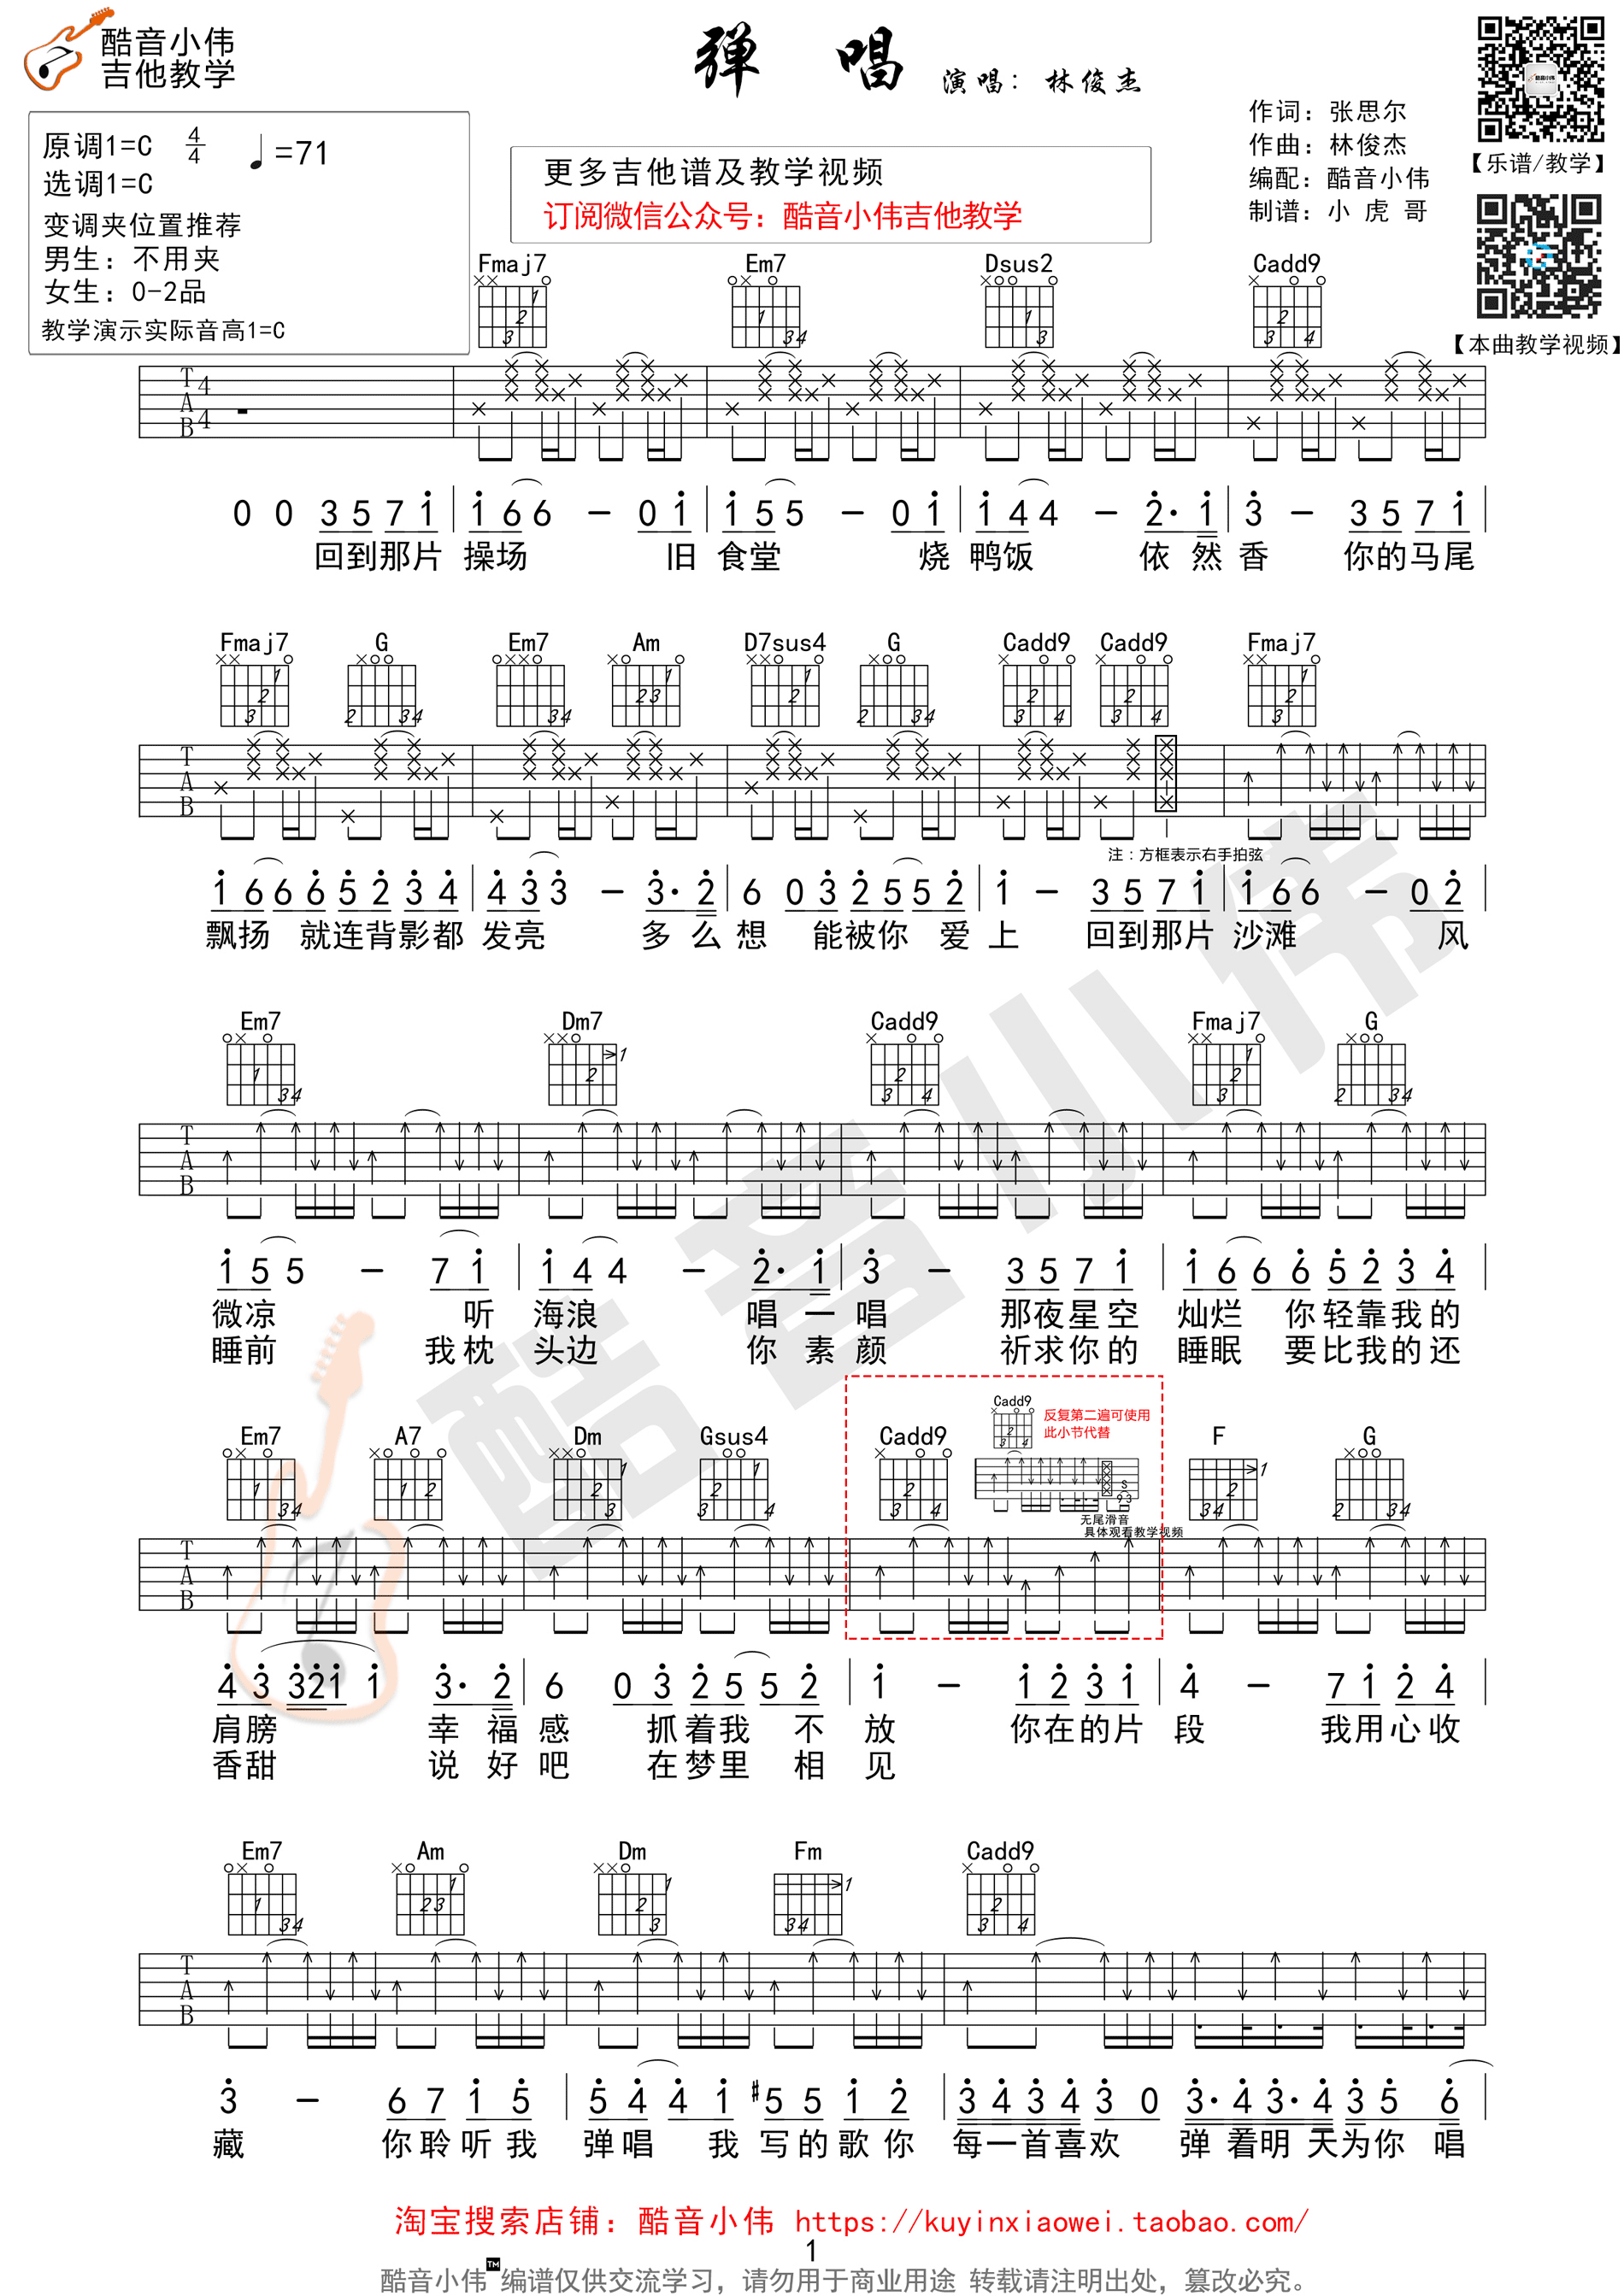 酷音小伟
吉他教学
弹 唱 演唱：林俊杰
原调1=C 4/4 ♩=71
选调1=C
变调夹位置推荐
男生：不用夹
女生：0-2品
教学演示实际音高1=C
更多吉他谱及教学视频
订阅微信公众号：酷音小伟吉他教学
作词：张思尔
作曲：林俊杰
编配：酷音小伟
制谱：小 虎 哥
【乐谱/教学】
【本曲教学视频】
Fmaj7 Em7 Dsus2 Cadd9
T A B 4/4
0 0 3 5 7 1 | 1 6 6 － 0 1 | 1 5 5 － 0 1 | 1 4 4 － 2· 1 | 3 － 3 5 7 1 |
回到那片 操场 旧 食堂 烧 鸭饭 依 然 香 你的马尾
Fmaj7 G Em7 Am D7sus4 G Cadd9 Cadd9 Fmaj7
T A B
注：方框表示右手拍弦
1 6 6 6 5 2 3 4 | 4 3 3 － 3· 2 | 6 0 3 2 5 5 2 | 1 － 3 5 7 1 | 1 6 6 － 0 2 |
飘扬 就连背影都 发亮 多 么 想 能被你 爱 上 回到那片 沙滩 风
Em7 Dm7 Cadd9 Fmaj7 G
T A B
1 5 5 － 7 1 | 1 4 4 － 2· 1 | 3 － 3 5 7 1 | 1 6 6 6 5 2 3 4 |
微凉 听 海浪 唱 一 唱 那夜星空 灿烂 你轻靠我的
睡前 我枕 头边 你 素 颜 祈求你的 睡眠 要比我的还
Cadd9 反复第二遍可使用
此小节代替
Em7 A7 Dm Gsus4 Cadd9 F G
无尾滑音
具体观看教学视频
T A B
4 3 3 2 1 1 3· 2 | 6 0 3 2 5 5 2 | 1 － 1 2 3 1 | 4 － 7 1 2 4 |
肩膀 幸 福 感 抓着我 不 放 你在的片 段 我用心收
香甜 说 好 吧 在梦里 相 见
Em7 Am Dm Fm Cadd9
T A B
3 － 6 7 1 5 | 5 4 4 1 #5 5 1 2 | 3 4 3 4 3 0 3· 4 3· 4 3 5 6 |
藏 你聆听我 弹唱 我 写的歌你 每一首喜欢 弹 着明 天为你 唱
淘宝搜索店铺：酷音小伟 https://kuyinxiaowei.taobao.com/
1
酷音小伟TM编谱仅供交流学习，请勿用于商业用途 转载请注明出处，篡改必究。
酷音小伟